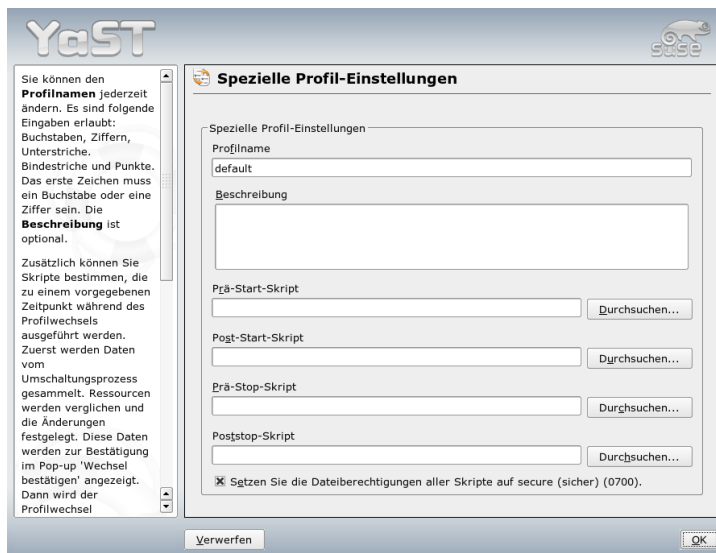 YaST
SUSE
Sie können den
Profilnamen jederzeit
ändern. Es sind folgende
Eingaben erlaubt:
Buchstaben, Ziffern,
Unterstriche.
Bindestriche und Punkte.
Das erste Zeichen muss
ein Buchstabe oder eine
Ziffer sein. Die
Beschreibung ist
optional.
Zusätzlich können Sie
Skripte bestimmen, die
zu einem vorgegebenen
Zeitpunkt während des
Profilwechsels
ausgeführt werden.
Zuerst werden Daten
vom
Umschaltungsprozess
gesammelt. Ressourcen
werden verglichen und
die Änderungen
festgelegt. Diese Daten
werden zur Bestätigung
im Pop-up 'Wechsel
bestätigen' angezeigt.
Dann wird der
Profilwechsel
Spezielle Profil-Einstellungen
Spezielle Profil-Einstellungen
Profilname
default
Beschreibung
Prä-Start-Skript
Durchsuchen...
Post-Start-Skript
Durchsuchen...
Prä-Stop-Skript
Durchsuchen...
Poststop-Skript
Durchsuchen...
Setzen Sie die Dateiberechtigungen aller Skripte auf secure (sicher) (0700).
Verwerfen
OK